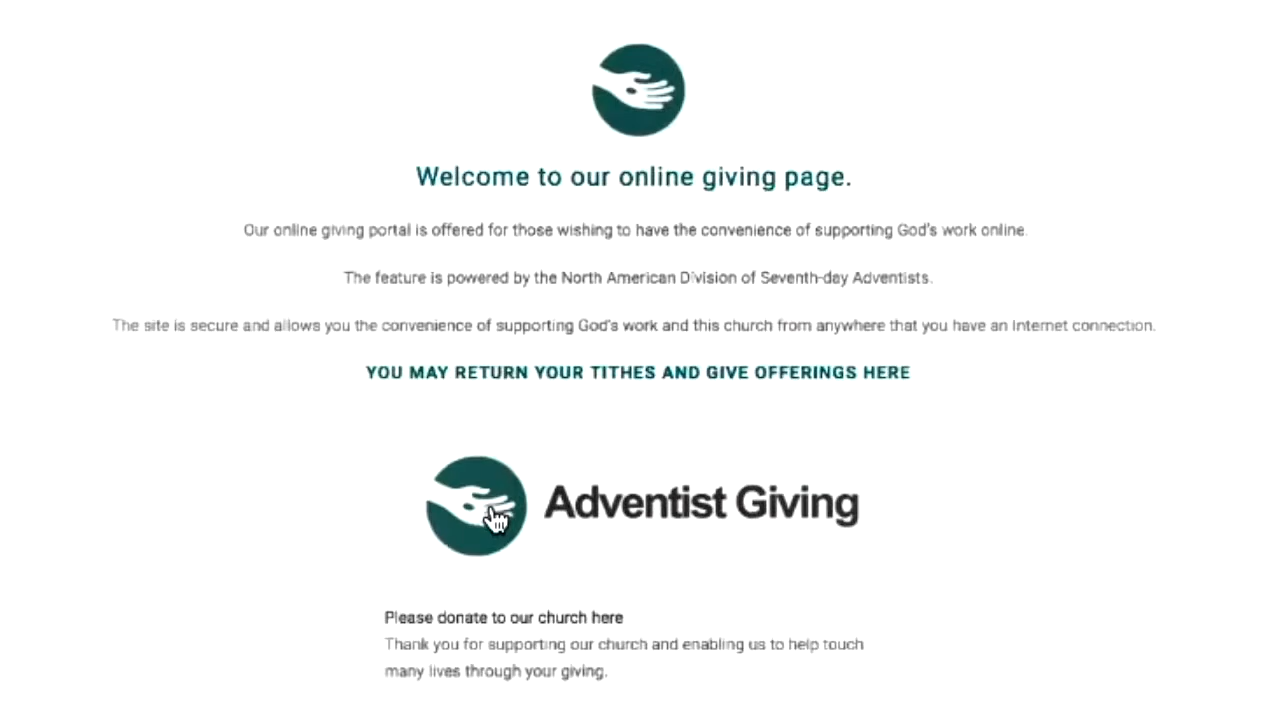 Welcome to our online giving page.
Our online giving portal is offered for those wishing to have the convenience of supporting God's work online.
The feature is powered by the North American Division of Seventh-day Adventists.
The site is secure and allows you the convenience of supporting God's work and this church from anywhere that you have an Internet connection.
YOU MAY RETURN YOUR TITHES AND GIVE OFFERINGS HERE
Adventist Giving
Please donate to our church here
Thank you for supporting our church and enabling us to help touch
many lives through your giving.